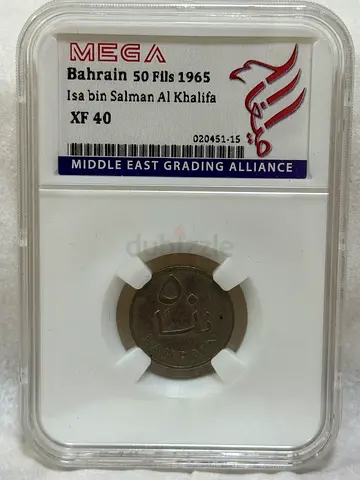 MEGA
Bahrain 50 Fils 1965
Isa bin Salman Al Khalifa
XF 40
020451-15
MIDDLE EAST GRADING ALLIANCE
dubizzle
٥٠
فلسا
BAHRAIN